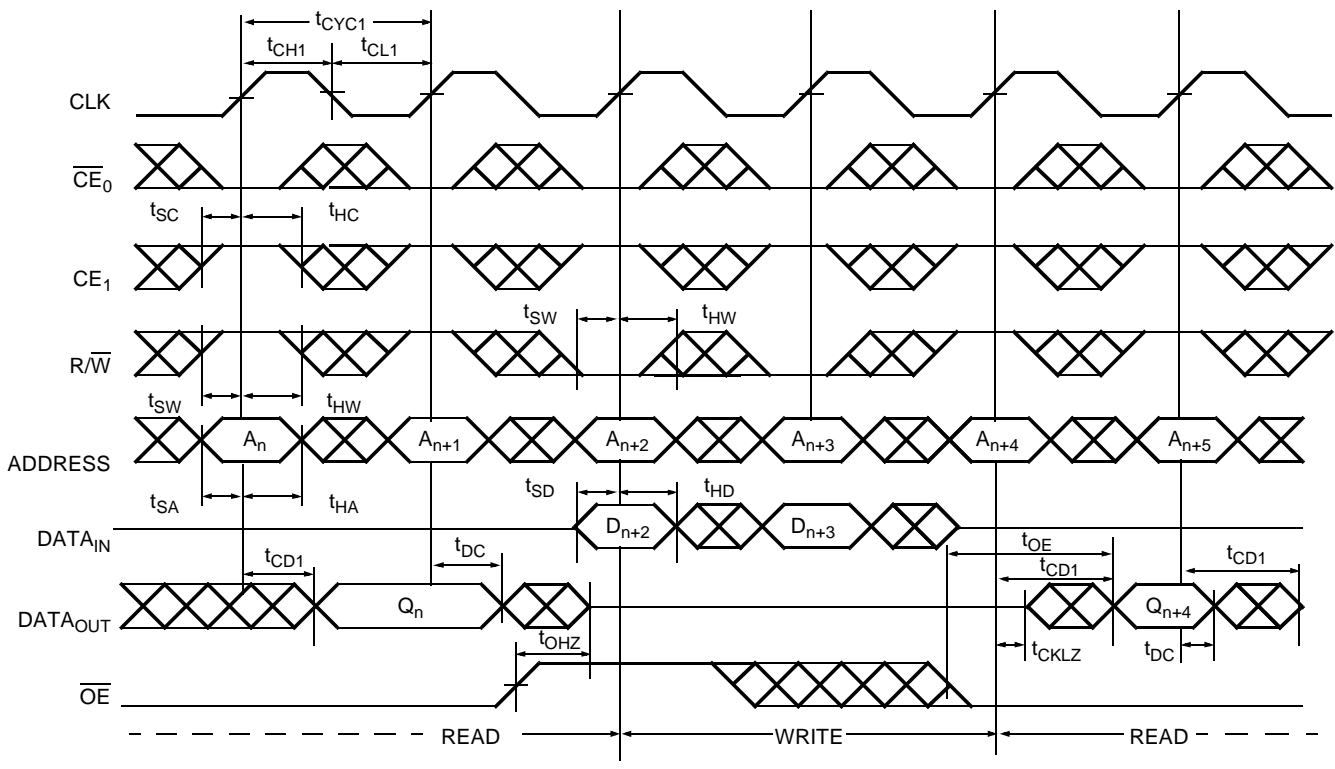 tCYC1
tCH1 tCL1
CLK
CE0
tSC tHC
CE1
tSW tHW
R/W
tSW tHW
An An+1 An+2 An+3 An+4 An+5
ADDRESS
tSA tHA tSD tHD
Dn+2 Dn+3
DATAIN
tOE
tCD1 tDC tCD1 tCD1
Qn Qn+4
DATAOUT
tOHZ tCKLZ tDC
OE
READ WRITE READ